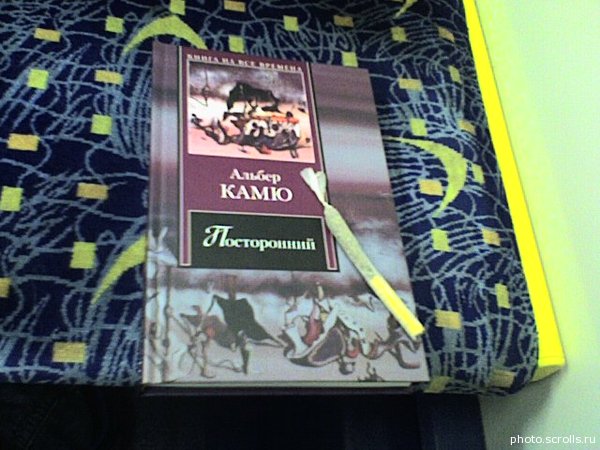 КНИГА НА ВСЕ ВРЕМЕНА
Альбер
КАМЮ
Посторонний
photo.scrolls.ru